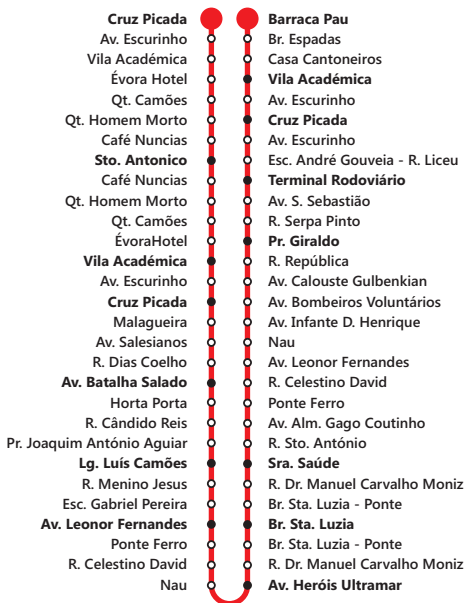 Cruz Picada
Av. Escurinho
Vila Académica
Évora Hotel
Qt. Camões
Qt. Homem Morto
Café Nuncias
Sto. Antonico
Café Nuncias
Qt. Homem Morto
Qt. Camões
ÉvoraHotel
Vila Académica
Av. Escurinho
Cruz Picada
Malagueira
Av. Salesianos
R. Dias Coelho
Av. Batalha Salado
Horta Porta
R. Cândido Reis
Pr. Joaquim António Aguiar
Lg. Luís Camões
R. Menino Jesus
Esc. Gabriel Pereira
Av. Leonor Fernandes
Ponte Ferro
R. Celestino David
Nau
Barraca Pau
Br. Espadas
Casa Cantoneiros
Vila Académica
Av. Escurinho
Cruz Picada
Av. Escurinho
Esc. André Gouveia - R. Liceu
Terminal Rodoviário
Av. S. Sebastião
R. Serpa Pinto
Pr. Giraldo
R. República
Av. Calouste Gulbenkian
Av. Bombeiros Voluntários
Av. Infante D. Henrique
Nau
Av. Leonor Fernandes
R. Celestino David
Ponte Ferro
Av. Alm. Gago Coutinho
R. Sto. António
Sra. Saúde
R. Dr. Manuel Carvalho Moniz
Br. Sta. Luzia - Ponte
Br. Sta. Luzia
Br. Sta. Luzia - Ponte
R. Dr. Manuel Carvalho Moniz
Av. Heróis Ultramar